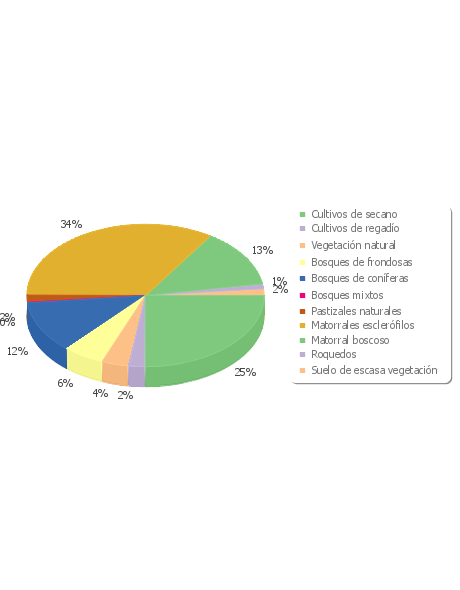 34%
13%
1%
2%
2%
0%
12%
25%
6%
4%
2%
Cultivos de secano
Cultivos de regadío
Vegetación natural
Bosques de frondosas
Bosques de coníferas
Bosques mixtos
Pastizales naturales
Matorrales esclerófilos
Matorral boscoso
Roquedos
Suelo de escasa vegetación